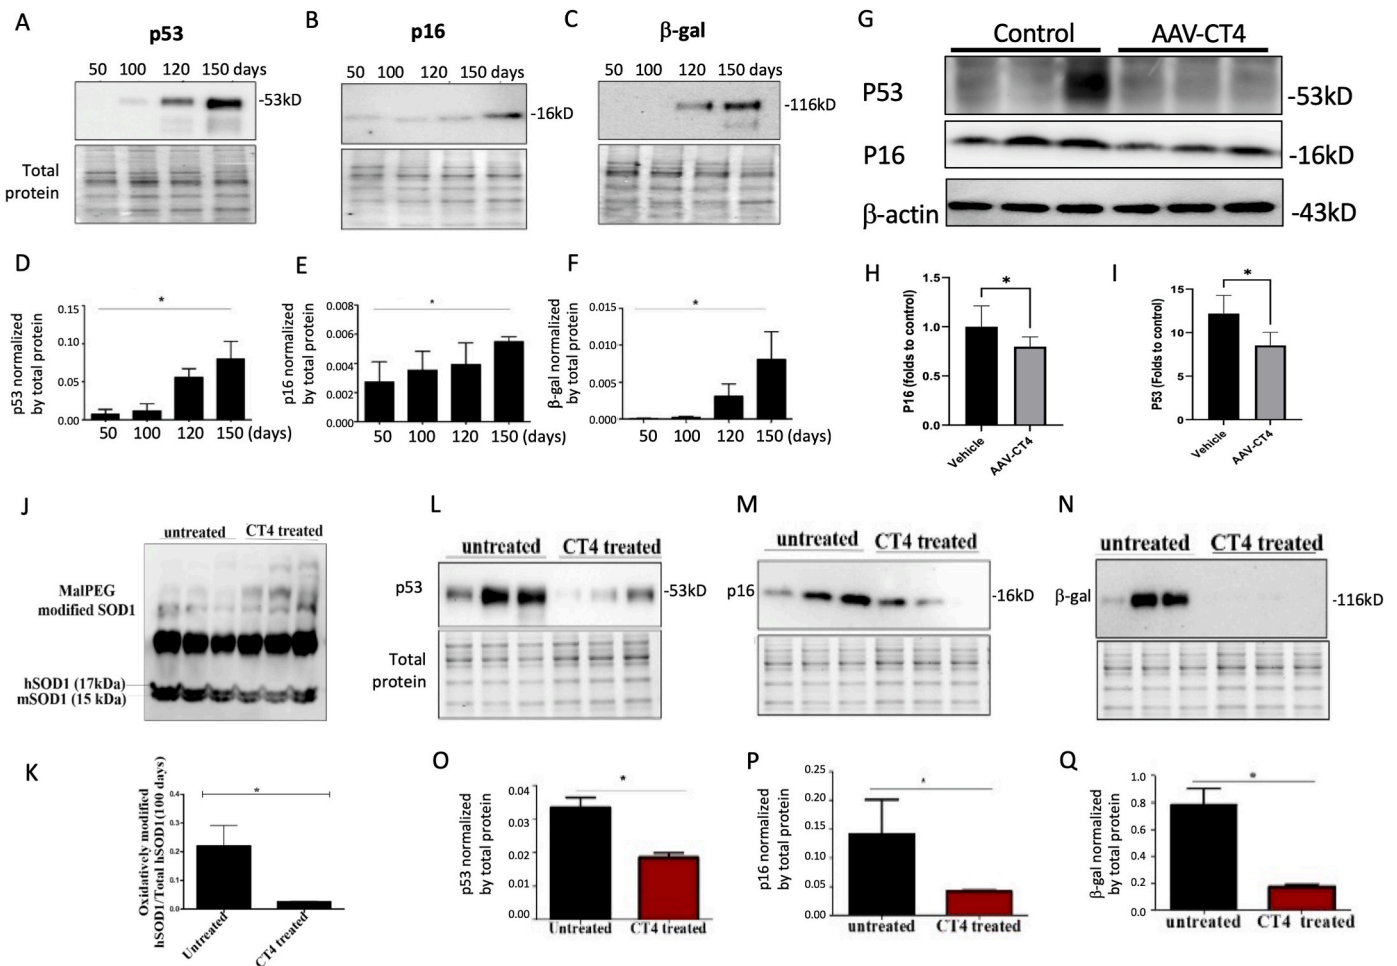 A
p53
50 100 120 150 days
-53kD
Total
protein
B
p16
50 100 120 150 days
-16kD
C
β-gal
50 100 120 150 days
-116kD
G
Control AAV-CT4
P53
-53kD
P16
-16kD
β-actin
-43kD
D
p53 normalized
by total protein
0.15
0.10
0.05
0.00
*
50 100 120 150 (days)
E
p16 normalized
by total protein
0.008
0.006
0.004
0.002
0.000
*
50 100 120 150 (days)
F
β-gal normalized
by total protein
0.015
0.010
0.005
0.000
*
50 100 120 150 (days)
H
P16 (folds to control)
1.5
1.0
0.5
0.0
*
Vehicle
AAV-CT4
I
P53 (Folds to control)
15
10
5
0
*
Vehicle
AAV-CT4
J
untreated CT4 treated
MalPEG
modified SOD1
hSOD1 (17kDa)
mSOD1 (15 kDa)
L
untreated CT4 treated
p53
-53kD
Total
protein
M
untreated CT4 treated
p16
-16kD
N
untreated CT4 treated
β-gal
-116kD
K
Oxidatively modified
hSOD1/Total hSOD1(100 days)
0.4
0.3
0.2
0.1
0.0
*
Untreated
CT4 treated
O
p53 normalized
by total protein
0.04
0.03
0.02
0.01
0.00
*
Untreated CT4 treated
P
p16 normalized
by total protein
0.25
0.20
0.15
0.10
0.05
0.00
*
untreated CT4 treated
Q
β-gal normalized
by total protein
1.0
0.8
0.6
0.4
0.2
0.0
*
untreated CT4 treated